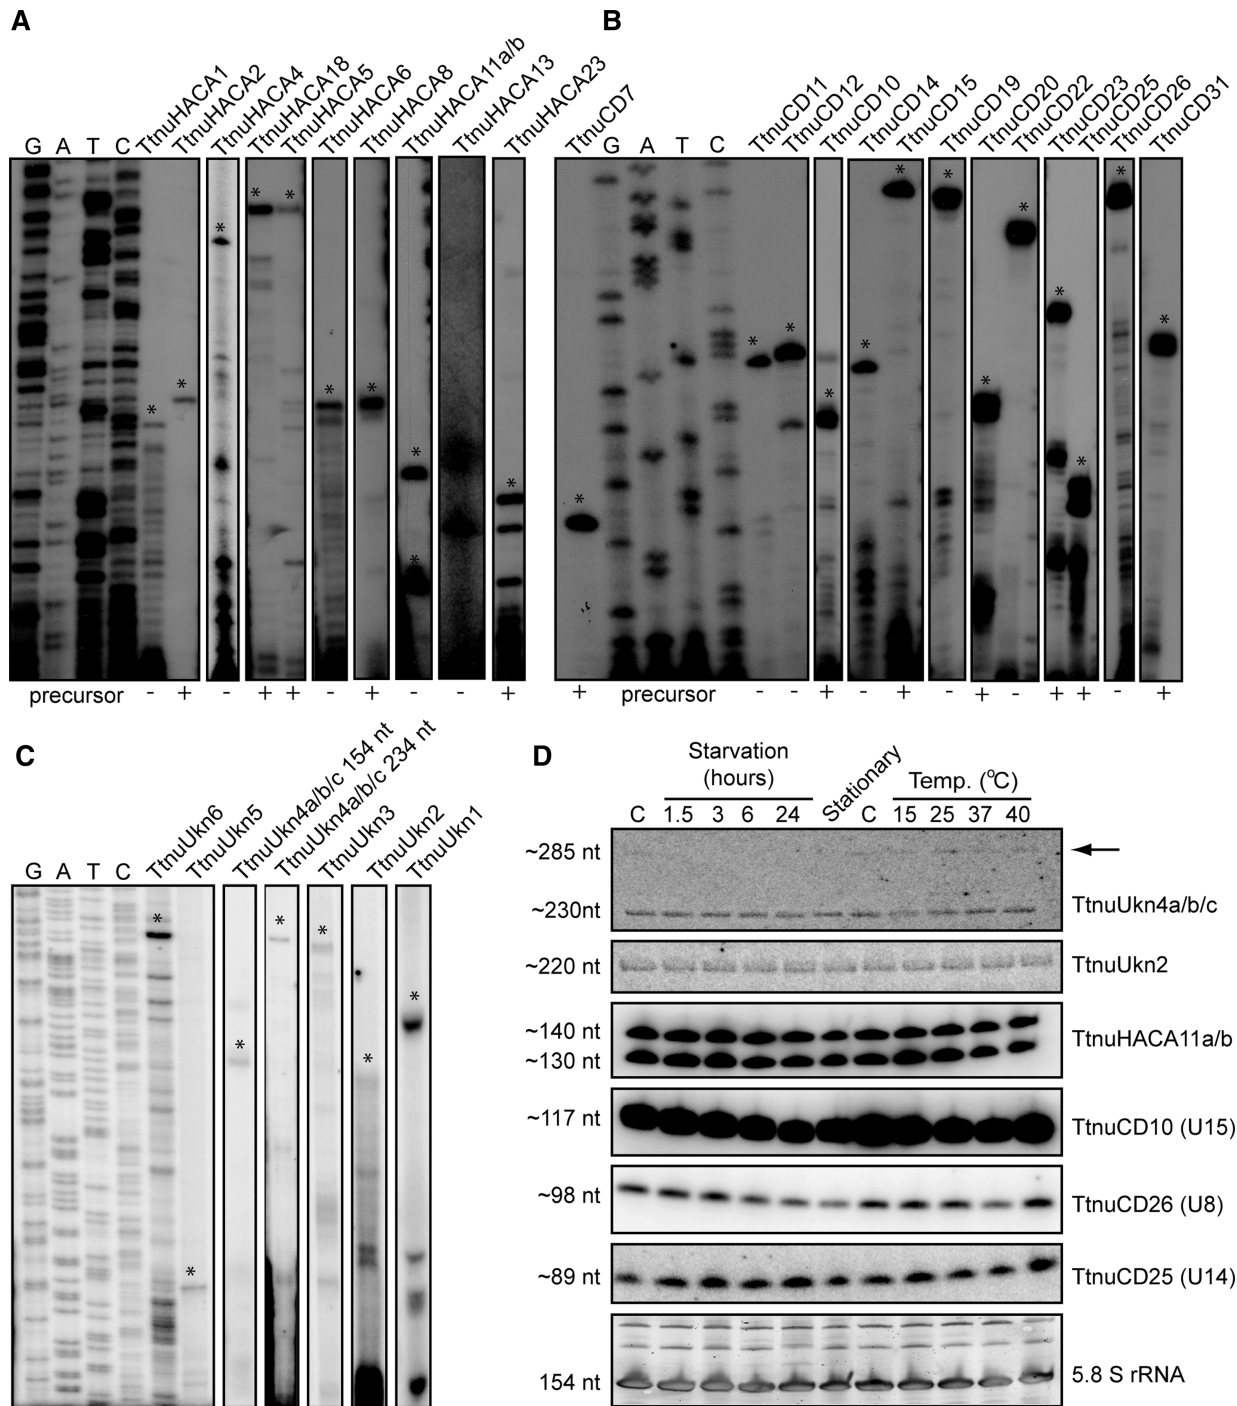 A
TtnuHACA1
TtnuHACA2
TtnuHACA4
TtnuHACA18
TtnuHACA5
TtnuHACA6
TtnuHACA8
TtnuHACA11a/b
TtnuHACA13
TtnuHACA23
G A T C
* * * * * * * * * *
precursor - + - + + - + - - +
B
TtnuCD7
G A T C
TtnuCD11
TtnuCD12
TtnuCD10
TtnuCD14
TtnuCD15
TtnuCD19
TtnuCD20
TtnuCD22
TtnuCD23
TtnuCD25
TtnuCD26
TtnuCD31
* * * * * * * * * * * * *
+ precursor - - + - + - + - + + - +
C
TtnuUkn6
TtnuUkn5
TtnuUkn4a/b/c 154 nt
TtnuUkn4a/b/c 234 nt
TtnuUkn3
TtnuUkn2
TtnuUkn1
G A T C
* * * * * * *
D
Starvation
(hours)
Stationary
Temp. (°C)
C 1.5 3 6 24 C 15 25 37 40
~285 nt
~230nt
TtnuUkn4a/b/c
~220 nt
TtnuUkn2
~140 nt
~130 nt
TtnuHACA11a/b
~117 nt
TtnuCD10 (U15)
~98 nt
TtnuCD26 (U8)
~89 nt
TtnuCD25 (U14)
154 nt
5.8 S rRNA